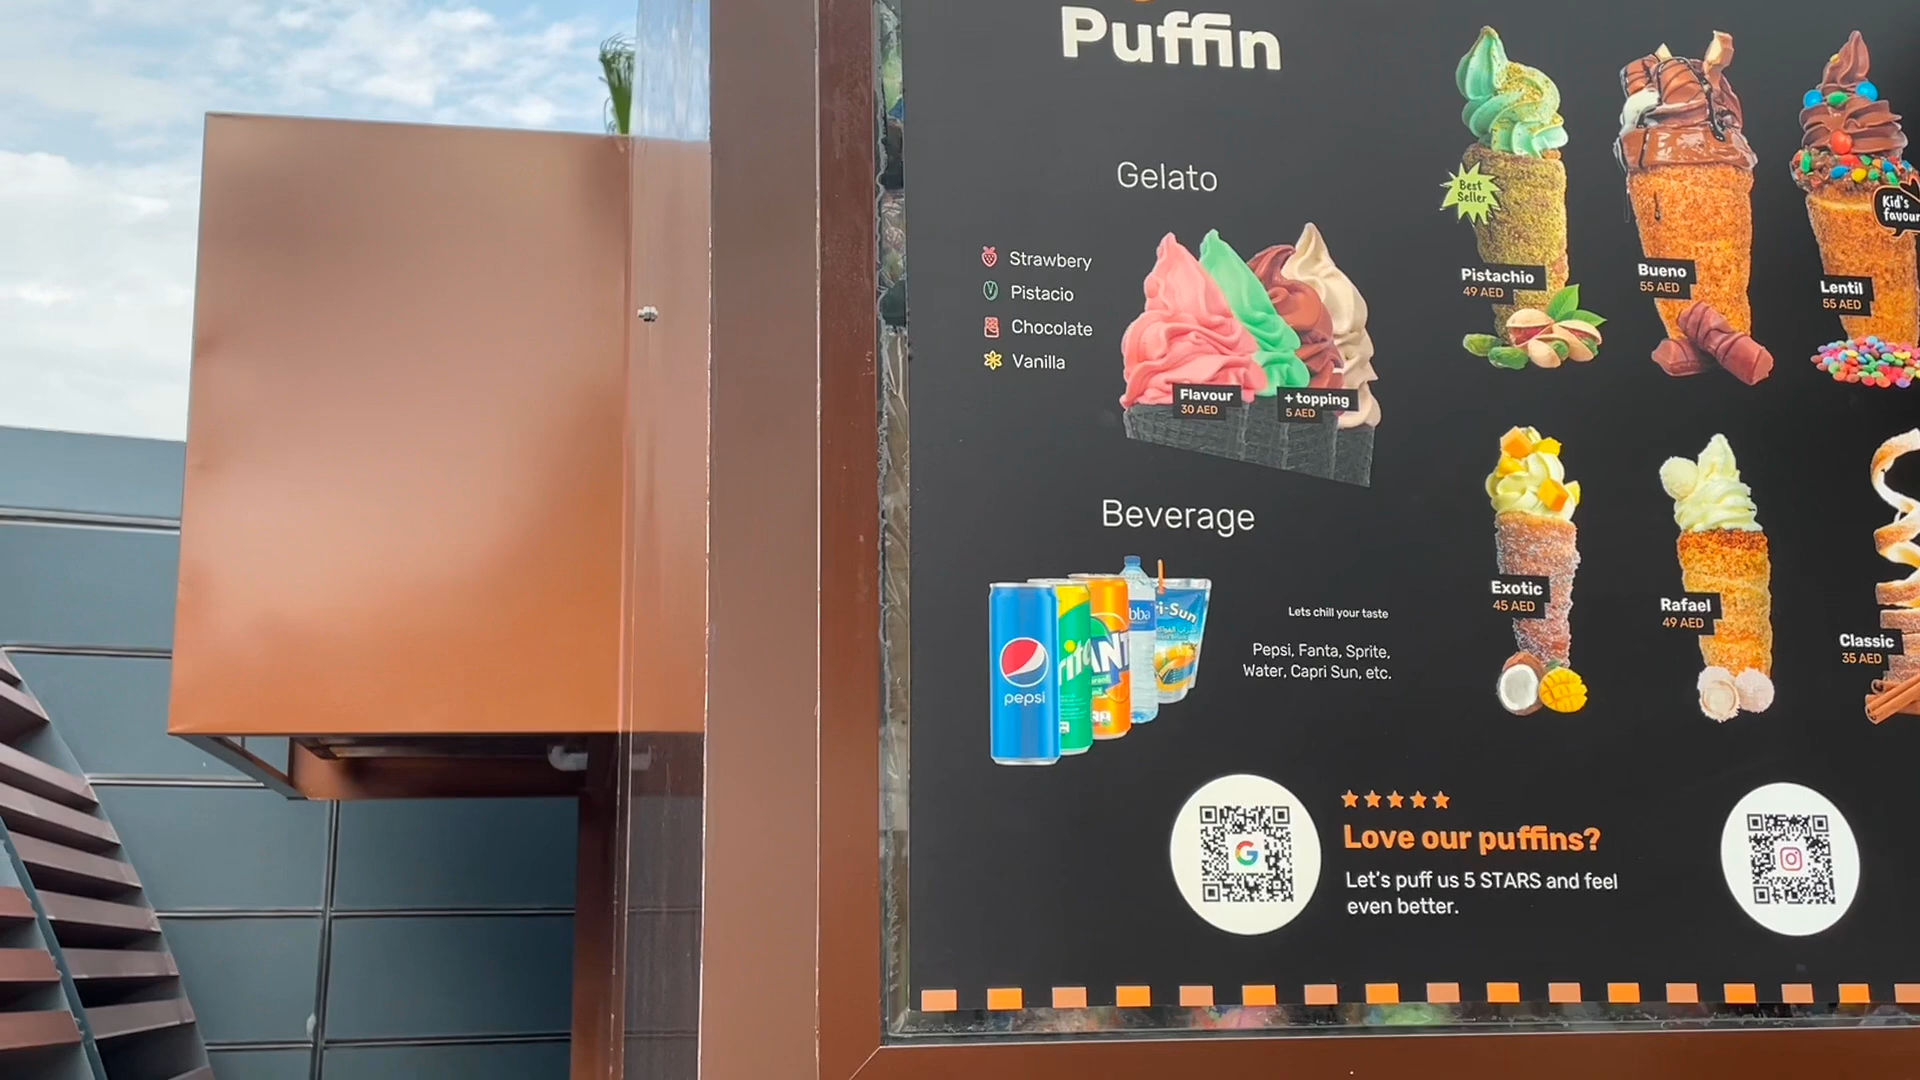 Puffin
Gelato
Strawbery
Pistacio
Chocolate
Vanilla
Flavour
30 AED
+ topping
5 AED
Beverage
pepsi
Lets chill your taste
Pepsi, Fanta, Sprite,
Water, Capri Sun, etc.
Best
Seller
Pistachio
49 AED
Bueno
55 AED
Kid's
favour
Lentil
55 AED
Exotic
45 AED
Rafael
49 AED
Classic
35 AED
ri-Sun
Love our puffins?
Let's puff us 5 STARS and feel
even better.